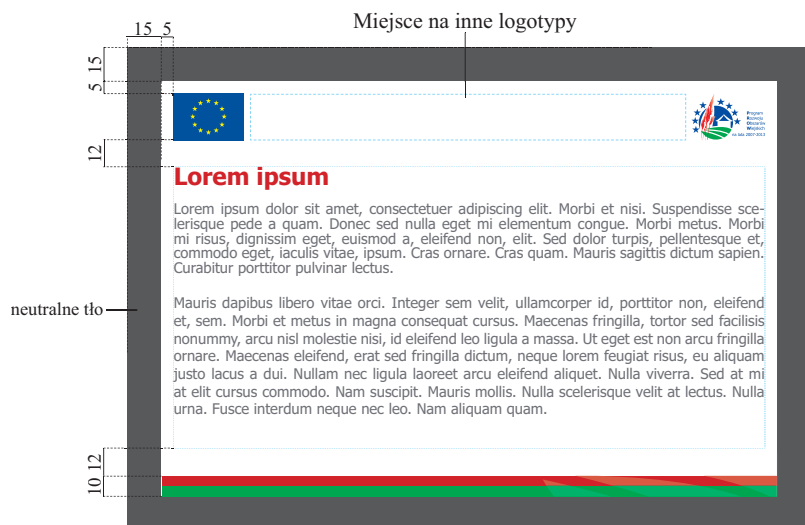 15 5
Miejsce na inne logotypy
15
5
12
Program
Rozwoju
Obszarów
Wiejskich
na lata 2007-2013
Lorem ipsum
Lorem ipsum dolor sit amet, consectetuer adipiscing elit. Morbi et nisi. Suspendisse sce-
lerisque pede a quam. Donec sed nulla eget mi elementum congue. Morbi metus. Morbi
mi risus, dignissim eget, euismod a, eleifend non, elit. Sed dolor turpis, pellentesque et,
commodo eget, iaculis vitae, ipsum. Cras ornare. Cras quam. Mauris sagittis dictum sapien.
Curabitur porttitor pulvinar lectus.
neutralne tło
Mauris dapibus libero vitae orci. Integer sem velit, ullamcorper id, porttitor non, eleifend
et, sem. Morbi et metus in magna consequat cursus. Maecenas fringilla, tortor sed facilisis
nonummy, arcu nisl molestie nisi, id eleifend leo ligula a massa. Ut eget est non arcu fringilla
ornare. Maecenas eleifend, erat sed fringilla dictum, neque lorem feugiat risus, eu aliquam
justo lacus a dui. Nullam nec ligula laoreet arcu eleifend aliquet. Nulla viverra. Sed at mi
at elit cursus commodo. Nam suscipit. Mauris mollis. Nulla scelerisque velit at lectus. Nulla
urna. Fusce interdum neque nec leo. Nam aliquam quam.
12
10